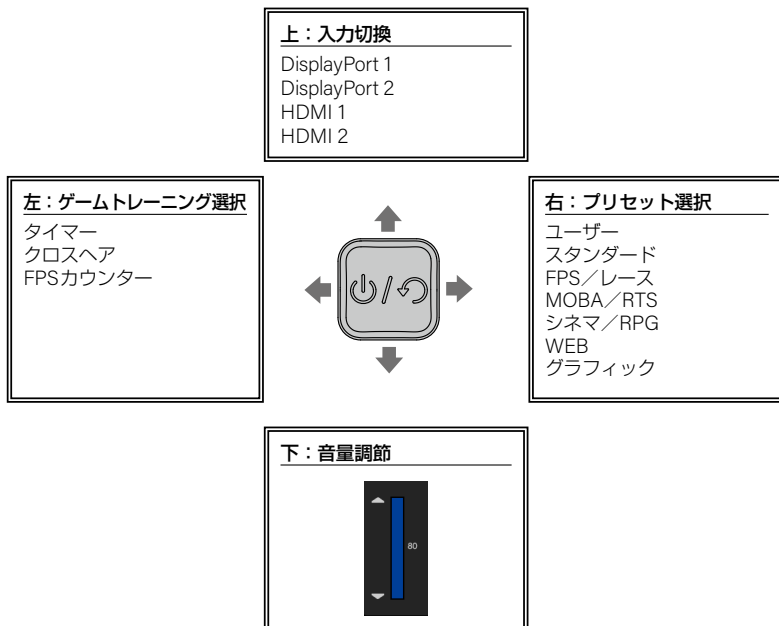 上：入力切換
DisplayPort 1
DisplayPort 2
HDMI 1
HDMI 2
左：ゲームトレーニング選択
タイマー
クロスヘア
FPSカウンター
右：プリセット選択
ユーザー
スタンダード
FPS／レース
MOBA／RTS
シネマ／RPG
WEB
グラフィック
下：音量調節
80